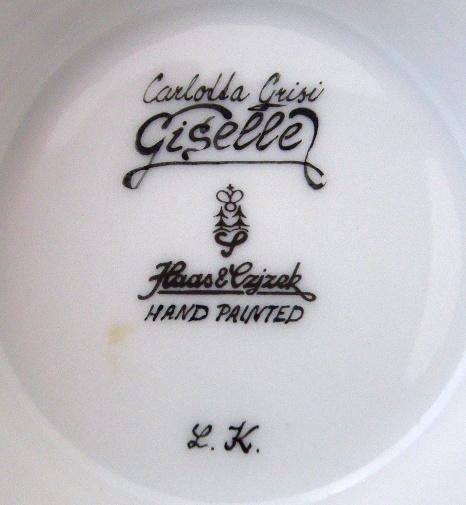 Carlotta Grisi
Giselle
S
Haas & Czjzek
HAND PAINTED
L. K.